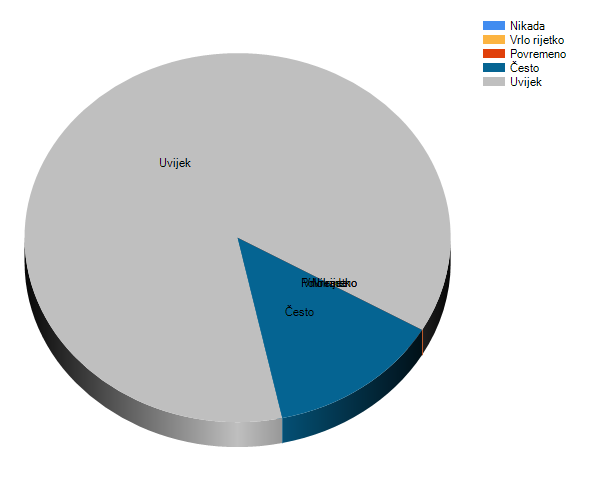 Nikada
Vrlo rijetko
Povremeno
Često
Uvijek
Uvijek
Često